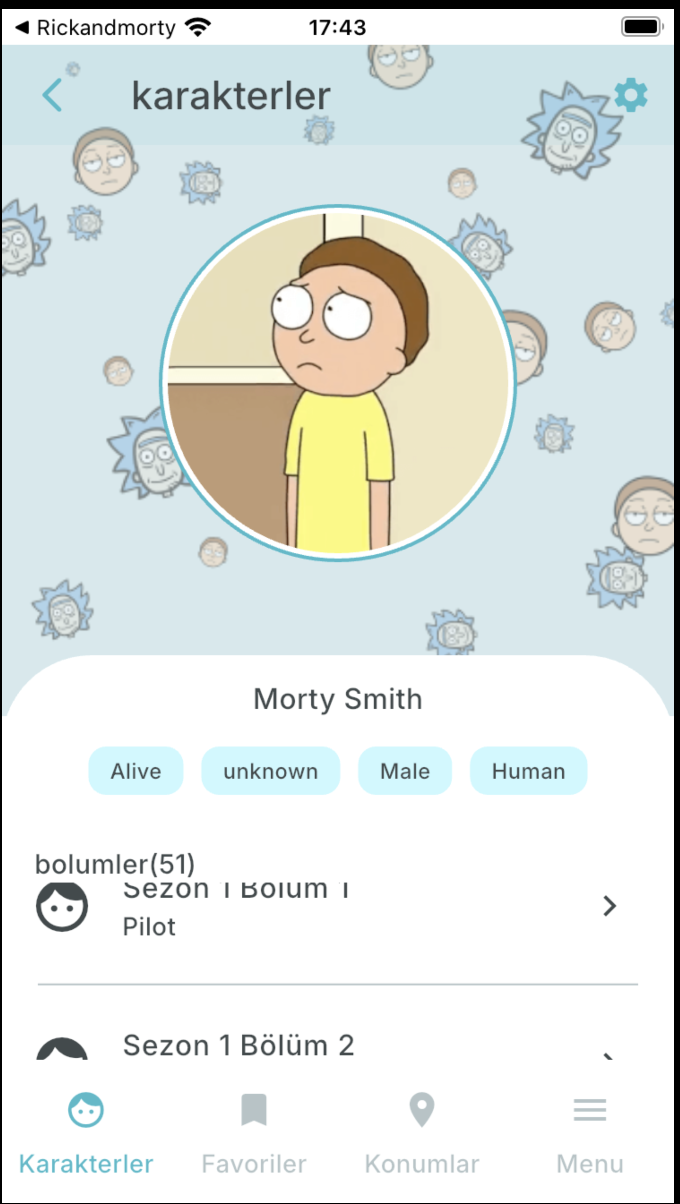 ◀ Rickandmorty 17:43
karakterler
Morty Smith
Alive unknown Male Human
bolumler(51)
Sezon 1 Bölüm 1
Pilot
Sezon 1 Bölüm 2
Karakterler Favoriler Konumlar Menu